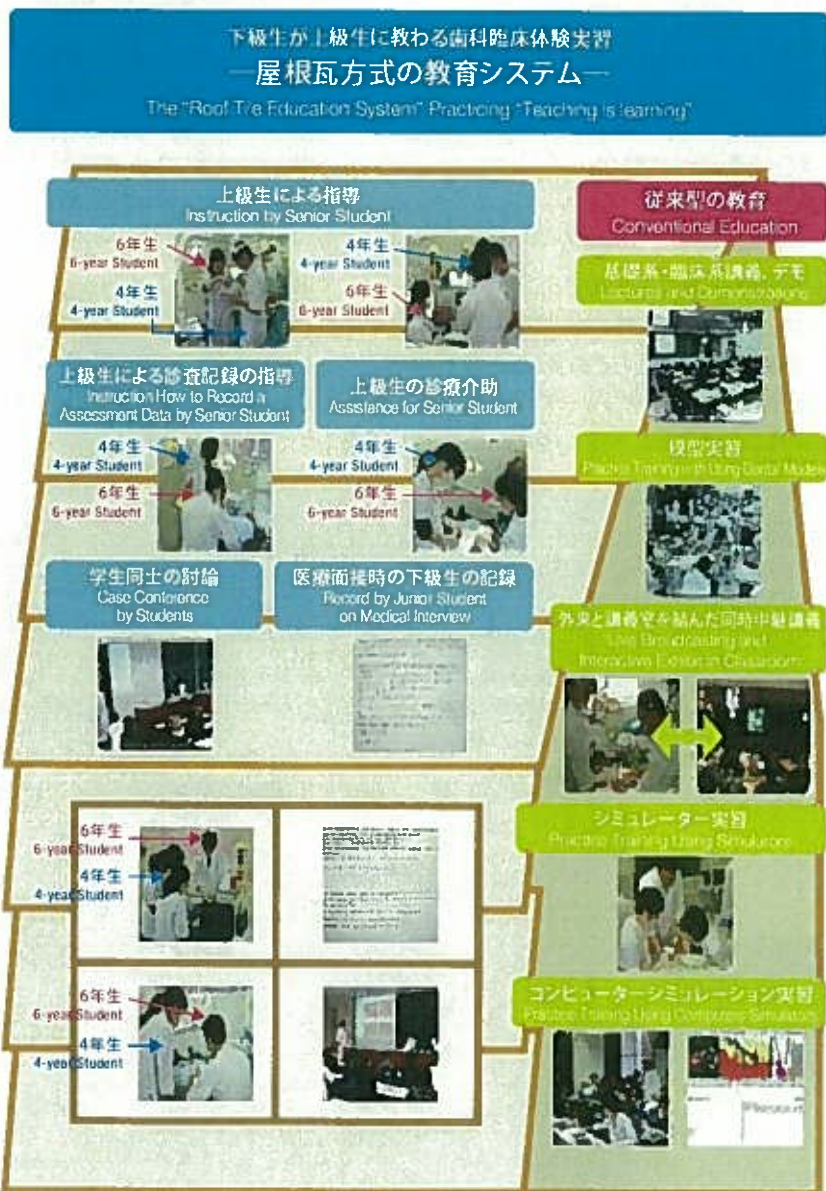 下級生が上級生に教わる歯科臨床体験実習
―屋根瓦方式の教育システム―
The "Roof Tile Education System" Practicing "Teaching is learning"
上級生による指導
Instruction by Senior Student
6年生
6-year Student
4年生
4-year Student
4年生
4-year Student
6年生
6-year Student
上級生による診査記録の指導
Instruction How to Record a
Assessment Data by Senior Student
4年生
4-year Student
6年生
6-year Student
上級生の診療介助
Assistance for Senior Student
4年生
4-year Student
6年生
6-year Student
学生同士の討論
Case Conference
by Students
医療面接時の下級生の記録
Record by Junior Student
on Medical Interview
6年生
6-year Student
4年生
4-year Student
6年生
6-year Student
4年生
4-year Student
従来型の教育
Conventional Education
基礎系・臨床系講義、デモ
Lectures and Demonstrations
模型実習
Practice Training with Using Dental Models
外来と講義室を結んだ同時中継講義
Live Broadcasting and
Interactive Exhibit in Classroom
シミュレーター実習
Practice Training Using Simulators
コンピューターシミュレーション実習
Practice Training Using Computers Simulators